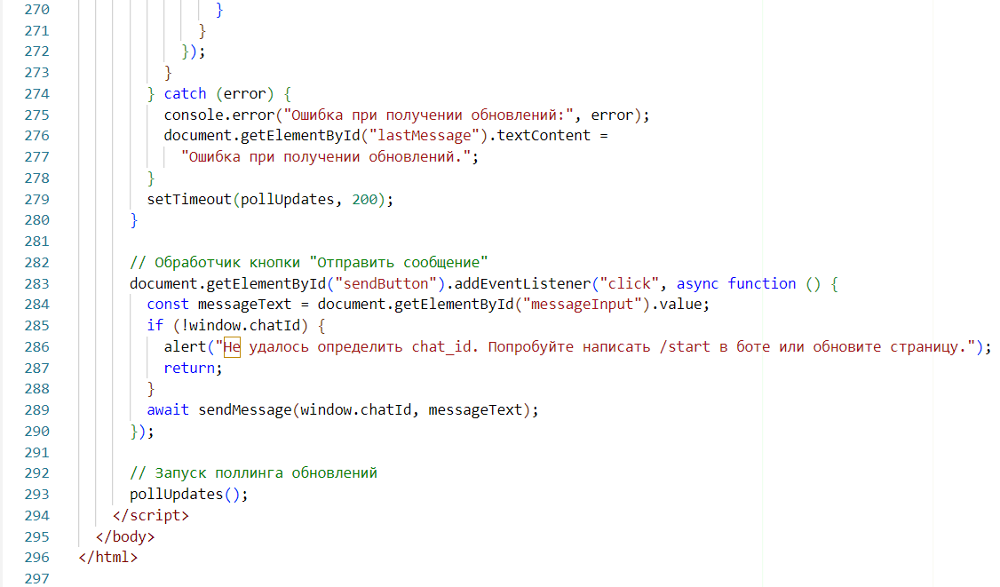 270 }
271 }
272 });
273 }
274 } catch (error) {
275 console.error("Ошибка при получении обновлений:", error);
276 document.getElementById("lastMessage").textContent =
277 "Ошибка при получении обновлений.";
278 }
279 setTimeout(pollUpdates, 200);
280 }
281
282 // Обработчик кнопки "Отправить сообщение"
283 document.getElementById("sendButton").addEventListener("click", async function () {
284 const messageText = document.getElementById("messageInput").value;
285 if (!window.chatId) {
286 alert("Не удалось определить chat_id. Попробуйте написать /start в боте или обновите страницу.");
287 return;
288 }
289 await sendMessage(window.chatId, messageText);
290 });
291
292 // Запуск поллинга обновлений
293 pollUpdates();
294 </script>
295 </body>
296 </html>
297